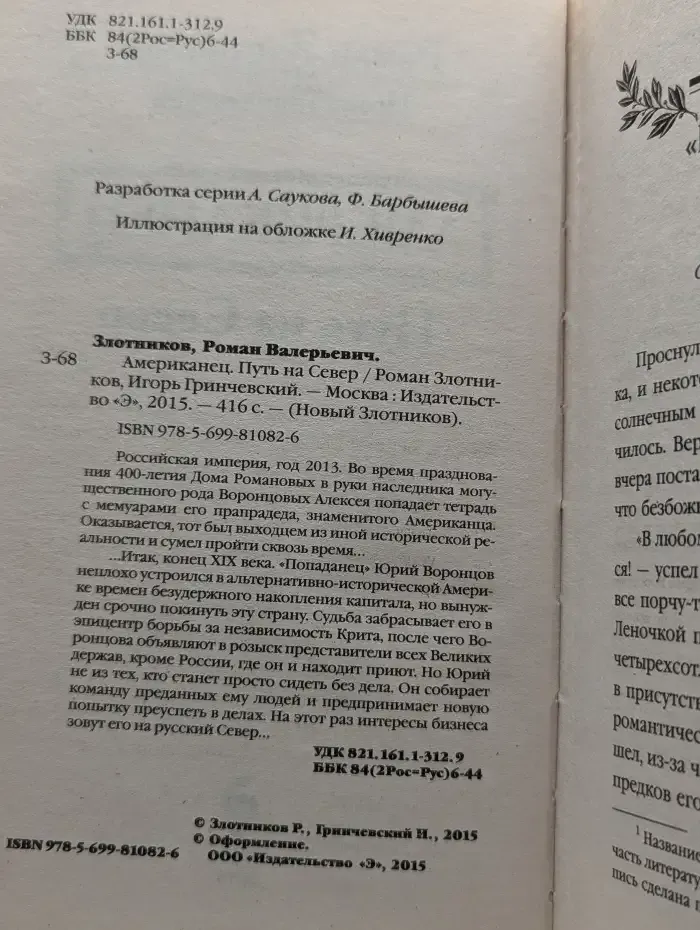 УДК 821.161.1-312.9
ББК 84(2Рос=Рус)6-44
З-68
Разработка серии А. Саукова, Ф. Барбышева
Иллюстрация на обложке И. Хивренко
Злотников, Роман Валерьевич.
З-68 Американец. Путь на Север / Роман Злотни-
ков, Игорь Гринчевский. — Москва : Издательст-
во «Э», 2015. — 416 с. — (Новый Злотников).
ISBN 978-5-699-81082-6
Российская империя, год 2013. Во время празднова-
ния 400-летия Дома Романовых в руки наследника могу-
щественного рода Воронцовых Алексея попадает тетрадь
с мемуарами его прапрадеда, знаменитого Американца.
Оказывается, тот был выходцем из иной исторической ре-
альности и сумел пройти сквозь время...
...Итак, конец XIX века. «Попаданец» Юрий Воронцов
неплохо устроился в альтернативно-исторической Амери-
ке времен безудержного накопления капитала, но вынуж-
ден срочно покинуть эту страну. Судьба забрасывает его в
эпицентр борьбы за независимость Крита, после чего Во-
ронцова объявляют в розыск представители всех Великих
держав, кроме России, где он и находит приют. Но Юрий
не из тех, кто станет просто сидеть без дела. Он собирает
команду преданных ему людей и предпринимает новую
попытку преуспеть в делах. На этот раз интересы бизнеса
зовут его на русский Север...
УДК 821.161.1-312.9
ББК 84(2Рос=Рус)6-44
© Злотников Р., Гринчевский И., 2015
© Оформление.
ООО «Издательство «Э», 2015
ISBN 978-5-699-81082-6
Проснул
ка, и некот
солнечным
чилось. Вер
вчера поста
что безбож
«В любом
ся! — успел
все порчу-т
Леночкой п
четырехсот
в присутств
романтичес
шел, из-за ч
предков его
1 Название
часть литерату
пись сделана п